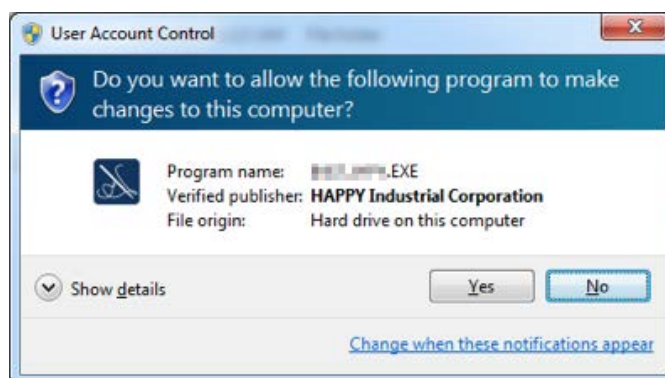 User Account Control
Do you want to allow the following program to make
changes to this computer?
Program name: .EXE
Verified publisher: HAPPY Industrial Corporation
File origin: Hard drive on this computer
Show details
Yes
No
Change when these notifications appear